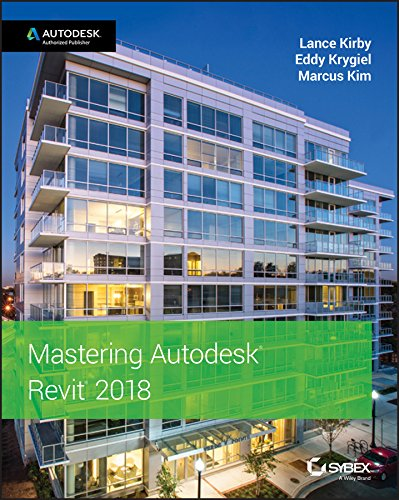 AUTODESK.
Authorized Publisher
Lance Kirby
Eddy Krygiel
Marcus Kim
Mastering Autodesk®
Revit® 2018
SYBEX
A Wiley Brand